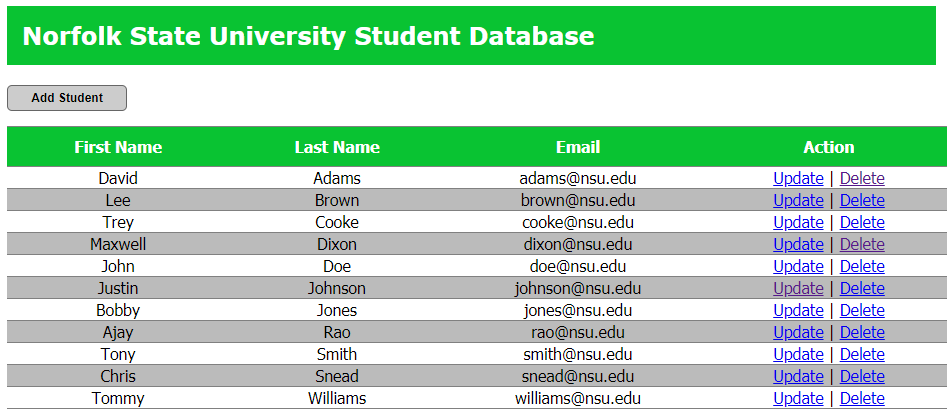 Norfolk State University Student Database
Add Student
First Name Last Name Email Action
David Adams adams@nsu.edu Update | Delete
Lee Brown brown@nsu.edu Update | Delete
Trey Cooke cooke@nsu.edu Update | Delete
Maxwell Dixon dixon@nsu.edu Update | Delete
John Doe doe@nsu.edu Update | Delete
Justin Johnson johnson@nsu.edu Update | Delete
Bobby Jones jones@nsu.edu Update | Delete
Ajay Rao rao@nsu.edu Update | Delete
Tony Smith smith@nsu.edu Update | Delete
Chris Snead snead@nsu.edu Update | Delete
Tommy Williams williams@nsu.edu Update | Delete